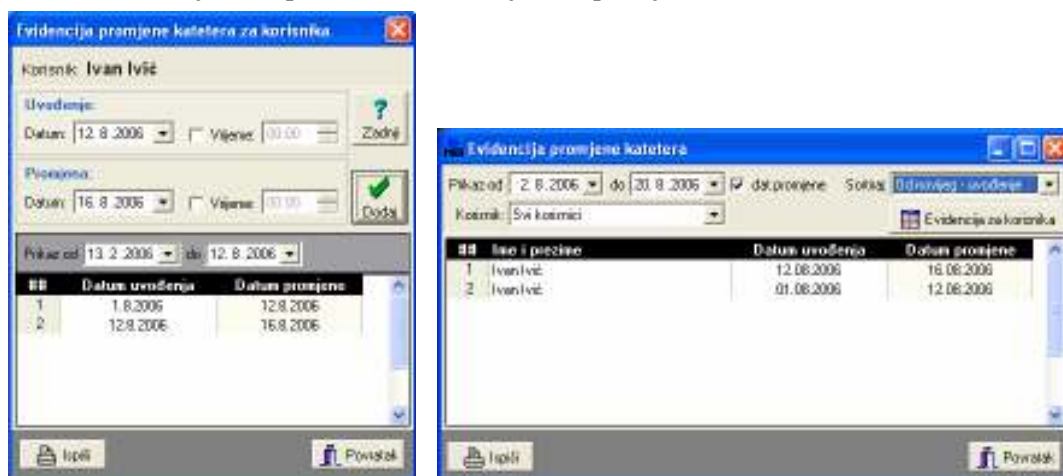 Evidencija promjene katetera za korisnika
Korisnik: Ivan Ivić
Uvođenje:
Datum: 12. 8. 2006 Vrijeme: 00:00 Zadnji
Promjena:
Datum: 16. 8. 2006 Vrijeme: 00:00 Dodaj
Prikaz od 13. 2. 2006 do 12. 8. 2006
## Datum uvođenja Datum promjene
1 1.8.2006 12.8.2006
2 12.8.2006 16.8.2006
Ispiši Povratak
Evidencija promjene katetera
Prikaz od 2. 8. 2006 do 20. 8. 2006 dat.promjene Sortiraj Od novijeg - uvođenje
Korisnik: Svi korisnici Evidencija za korisnika
## Ime i prezime Datum uvođenja Datum promjene
1 Ivan Ivić 12.08.2006 16.08.2006
2 Ivan Ivić 01.08.2006 12.08.2006
Ispiši Povratak